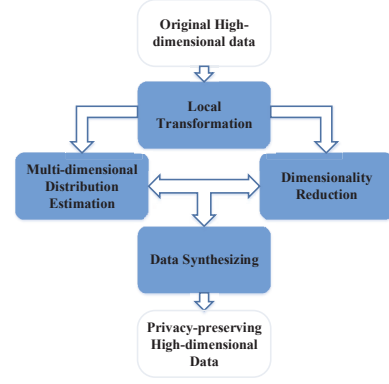 Original High-
dimensional data
Local
Transformation
Multi-dimensional
Distribution
Estimation
Dimensionality
Reduction
Data Synthesizing
Privacy-preserving
High-dimensional
Data